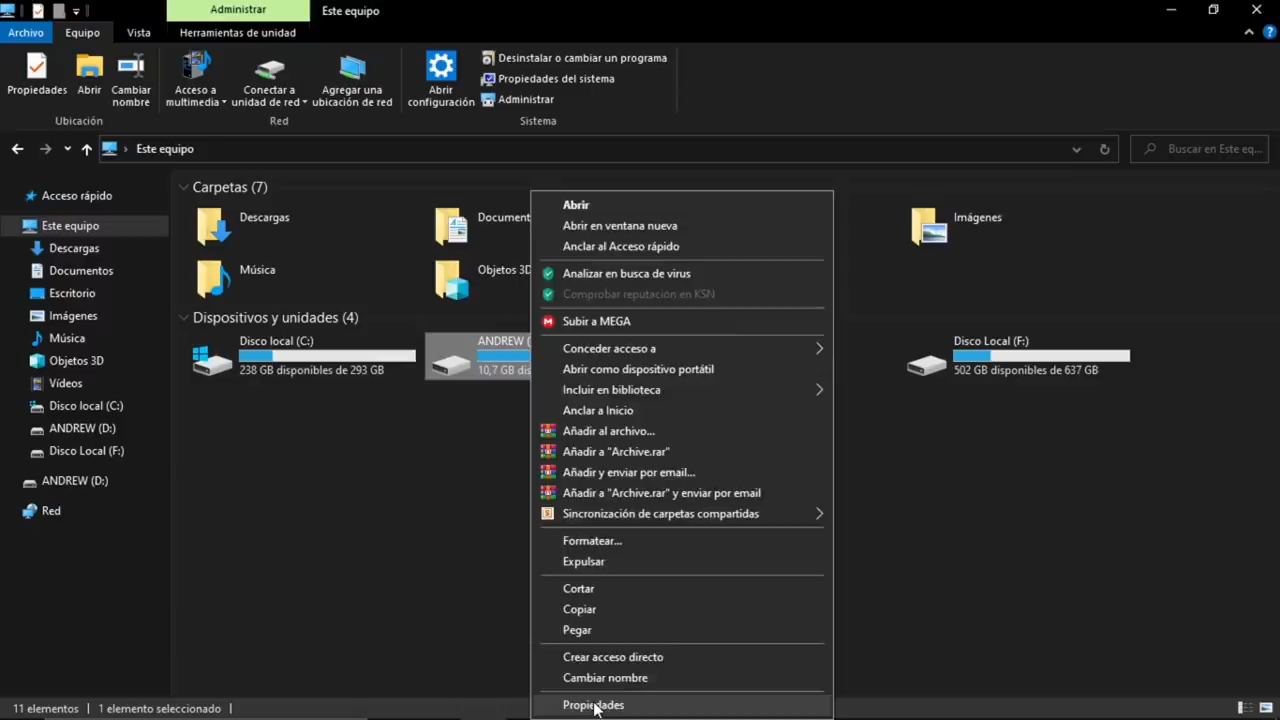 Administrar
Este equipo
Archivo
Equipo
Vista
Herramientas de unidad
Propiedades
Abrir
Cambiar
nombre
Acceso a
multimedia
Conectar a
unidad de red
Agregar una
ubicación de red
Abrir
configuración
Desinstalar o cambiar un programa
Propiedades del sistema
Administrar
Ubicación
Red
Sistema
Este equipo
Buscar en Este eq...
Acceso rápido
Este equipo
Descargas
Documentos
Escritorio
Imágenes
Música
Objetos 3D
Vídeos
Disco local (C:)
ANDREW (D:)
Disco Local (F:)
ANDREW (D:)
Red
Carpetas (7)
Descargas
Document
Imágenes
Música
Objetos 3D
Dispositivos y unidades (4)
Disco local (C:)
238 GB disponibles de 293 GB
ANDREW (
10,7 GB dis
Disco Local (F:)
502 GB disponibles de 637 GB
Abrir
Abrir en ventana nueva
Anclar al Acceso rápido
Analizar en busca de virus
Comprobar reputación en KSN
Subir a MEGA
Conceder acceso a
Abrir como dispositivo portátil
Incluir en biblioteca
Anclar a Inicio
Añadir al archivo...
Añadir a "Archive.rar"
Añadir y enviar por email...
Añadir a "Archive.rar" y enviar por email
Sincronización de carpetas compartidas
Formatear...
Expulsar
Cortar
Copiar
Pegar
Crear acceso directo
Cambiar nombre
Propiedades
11 elementos
1 elemento seleccionado